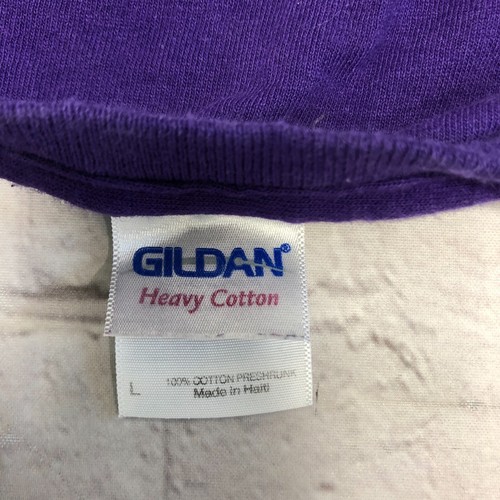 GILDAN®
Heavy Cotton
L
100% COTTON PRESHRUNK
Made in Haiti